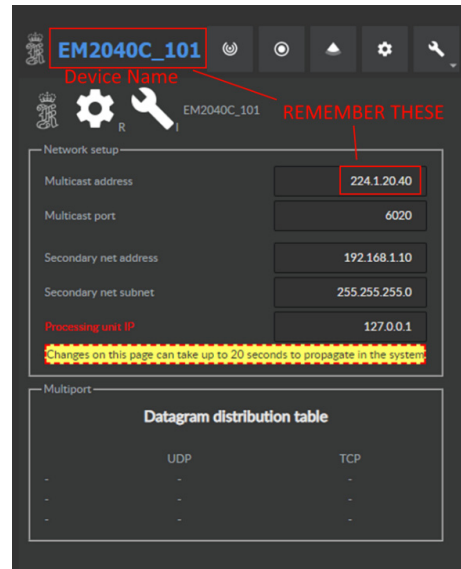 EM2040C_101
Device Name
R
I
EM2040C_101
REMEMBER THESE
Network setup
Multicast address 224.1.20.40
Multicast port 6020
Secondary net address 192.168.1.10
Secondary net subnet 255.255.255.0
Processing unit IP 127.0.0.1
Changes on this page can take up to 20 seconds to propagate in the system
Multiport
Datagram distribution table
UDP TCP
- - -
- - -
- - -